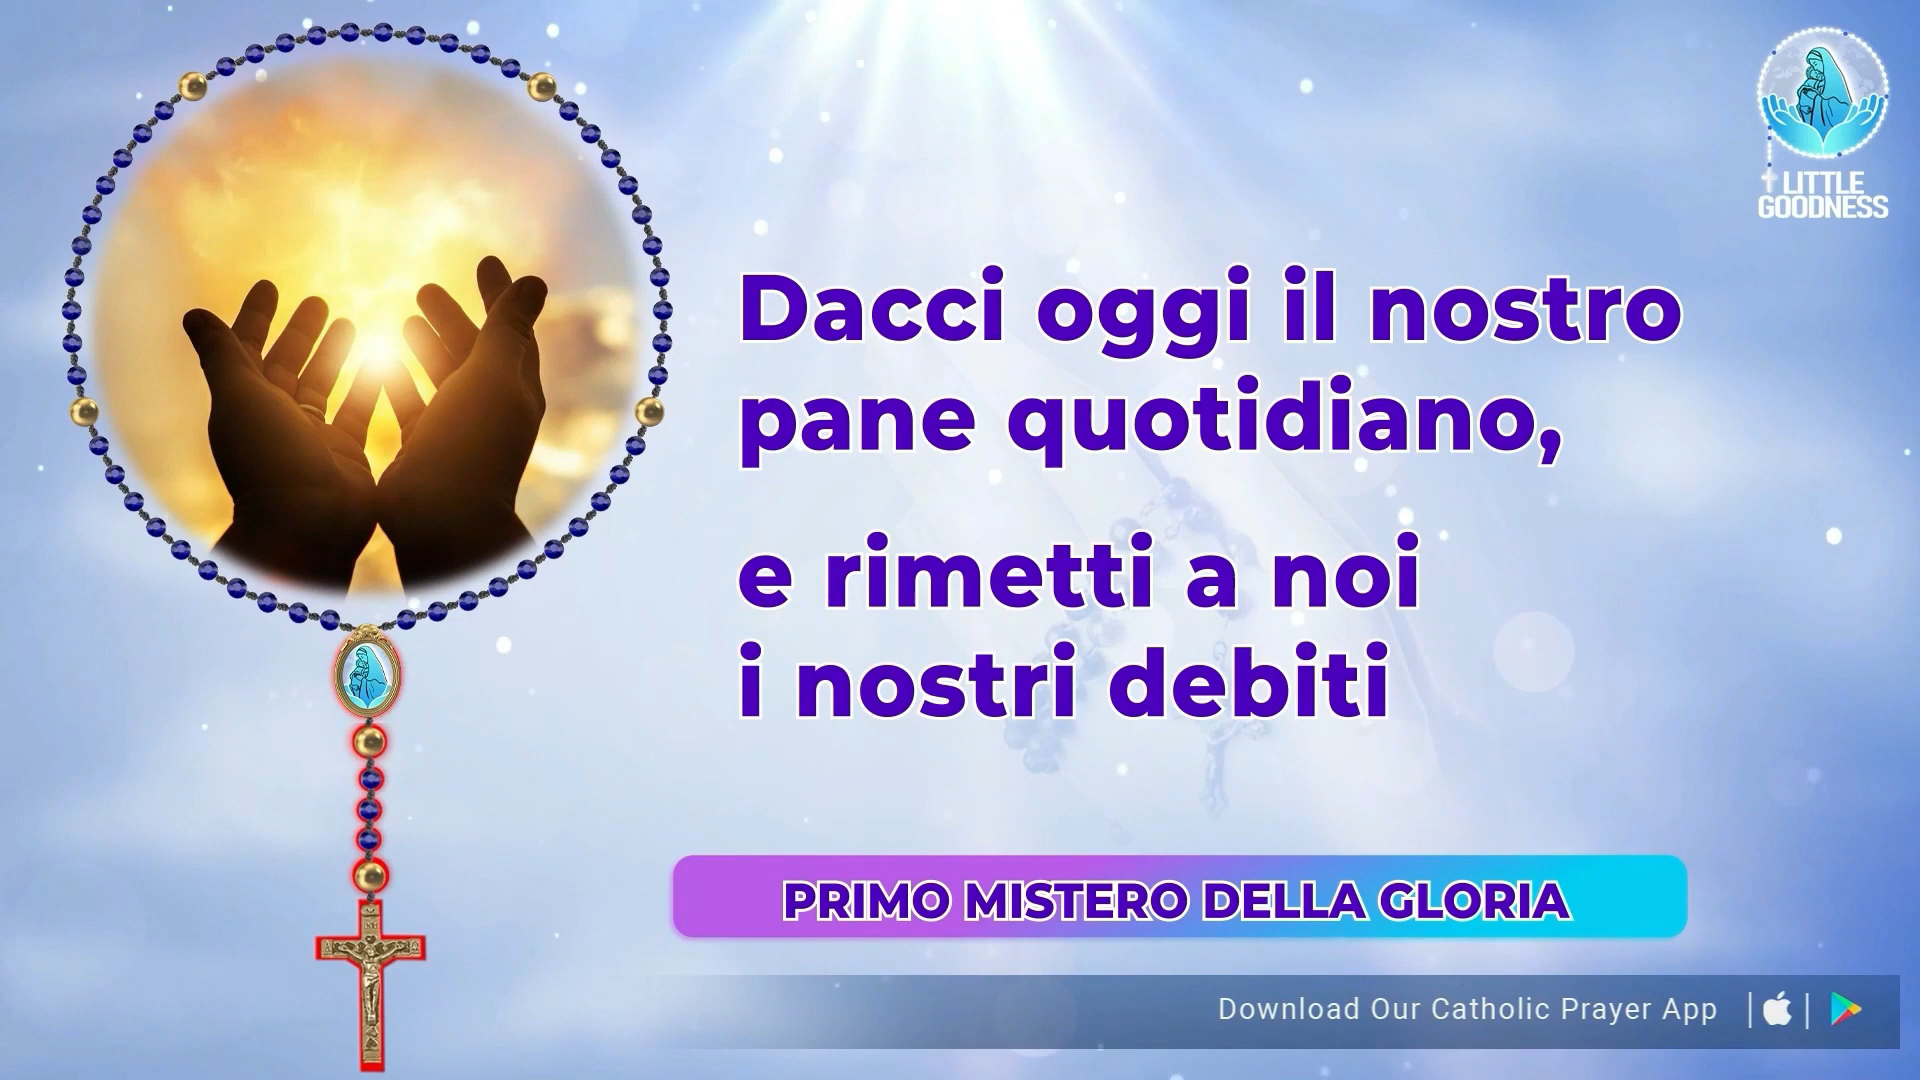 LITTLE
GOODNESS
Dacci oggi il nostro
pane quotidiano,
e rimetti a noi
i nostri debiti
PRIMO MISTERO DELLA GLORIA
Download Our Catholic Prayer App